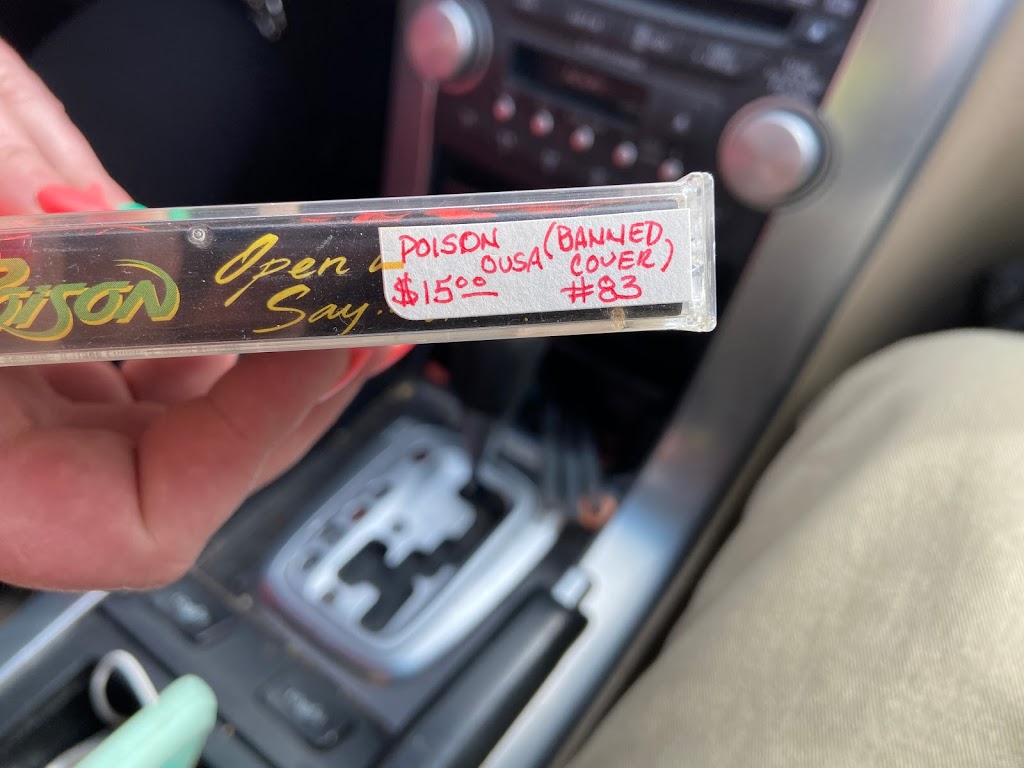 Poison
Open
Say.
POISON (BANNED
OUSA COVER)
$15.00 #83